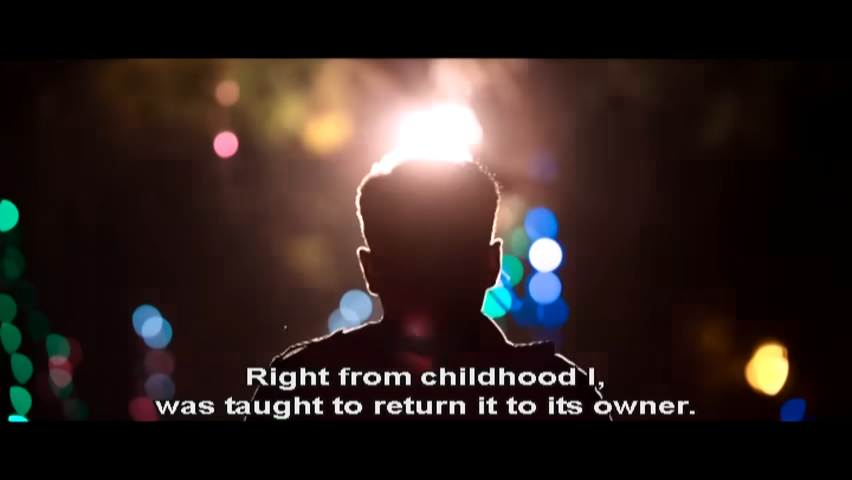 Right from childhood I,
was taught to return it to its owner.